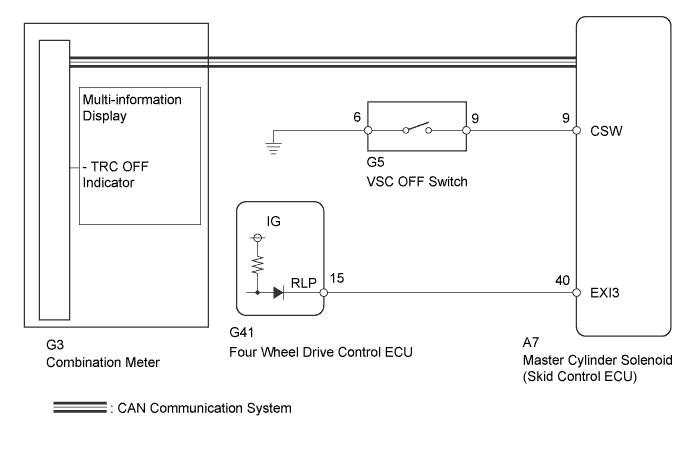 Multi-information
Display
- TRC OFF
Indicator
6
9
9
CSW
G5
VSC OFF Switch
IG
RLP
15
40
EXI3
G41
Four Wheel Drive Control ECU
G3
Combination Meter
A7
Master Cylinder Solenoid
(Skid Control ECU)
: CAN Communication System